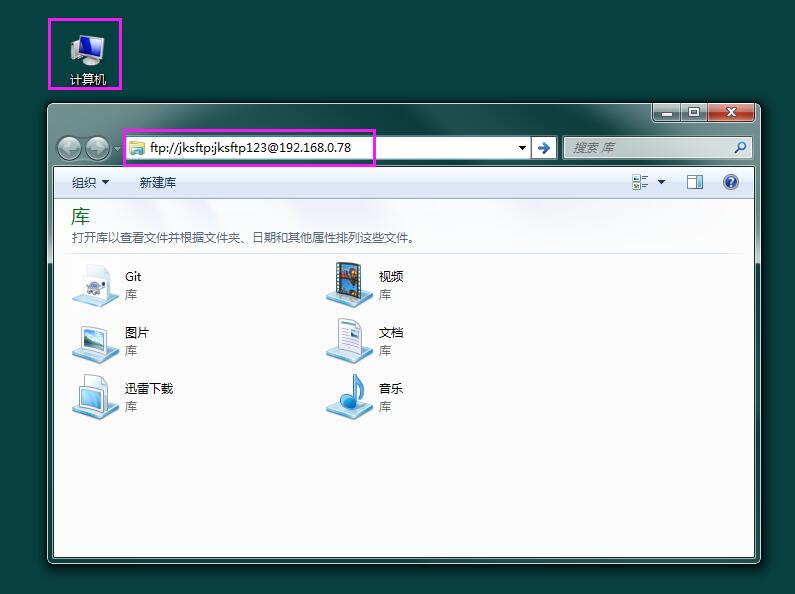 计算机
ftp://jksftp:jksftp123@192.168.0.78
搜索 库
组织
新建库
库
打开库以查看文件并根据文件夹、日期和其他属性排列这些文件。
Git
库
视频
库
图片
库
文档
库
迅雷下载
库
音乐
库